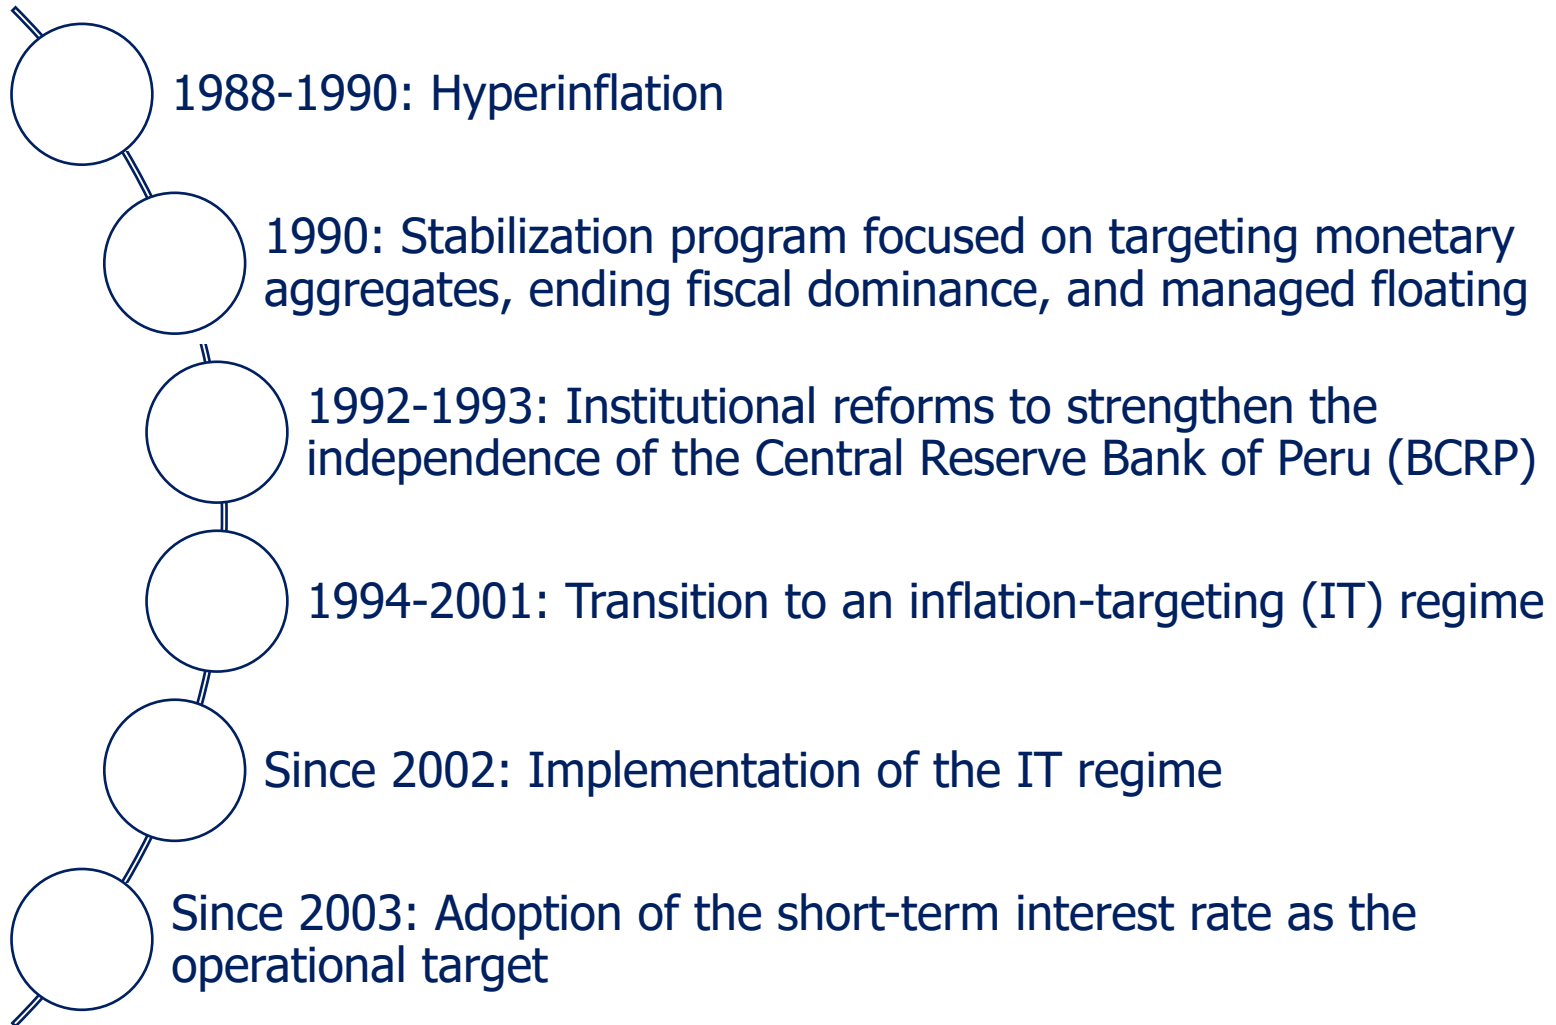 1988-1990: Hyperinflation
1990: Stabilization program focused on targeting monetary
aggregates, ending fiscal dominance, and managed floating
1992-1993: Institutional reforms to strengthen the
independence of the Central Reserve Bank of Peru (BCRP)
1994-2001: Transition to an inflation-targeting (IT) regime
Since 2002: Implementation of the IT regime
Since 2003: Adoption of the short-term interest rate as the
operational target